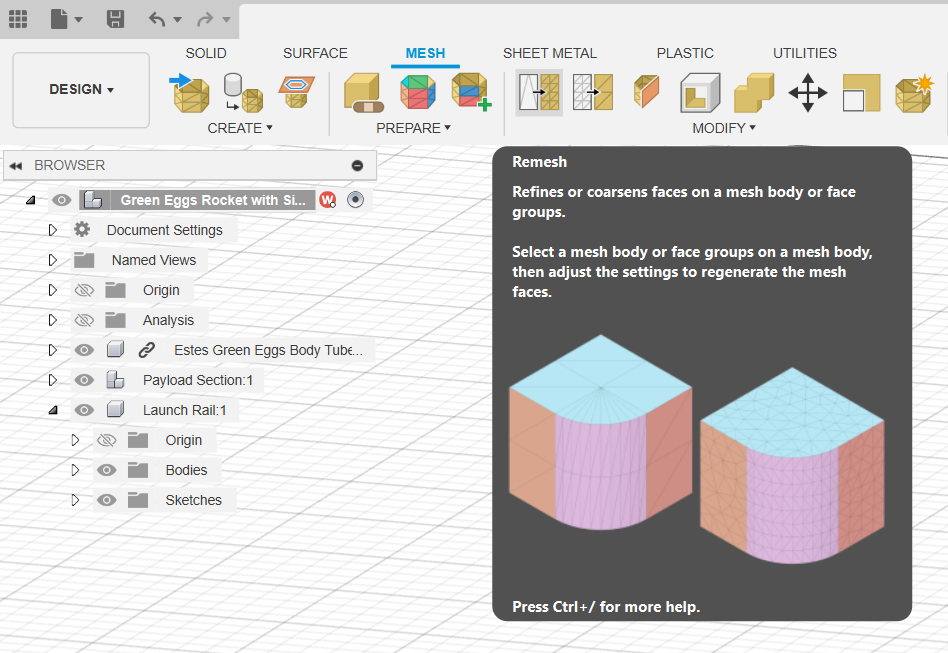 SOLID SURFACE MESH SHEET METAL PLASTIC UTILITIES
DESIGN
CREATE PREPARE MODIFY
BROWSER
Green Eggs Rocket with Si... W
Document Settings
Named Views
Origin
Analysis
Estes Green Eggs Body Tube...
Payload Section:1
Launch Rail:1
Origin
Bodies
Sketches
Remesh
Refines or coarsens faces on a mesh body or face
groups.
Select a mesh body or face groups on a mesh body,
then adjust the settings to regenerate the mesh
faces.
Press Ctrl+/ for more help.